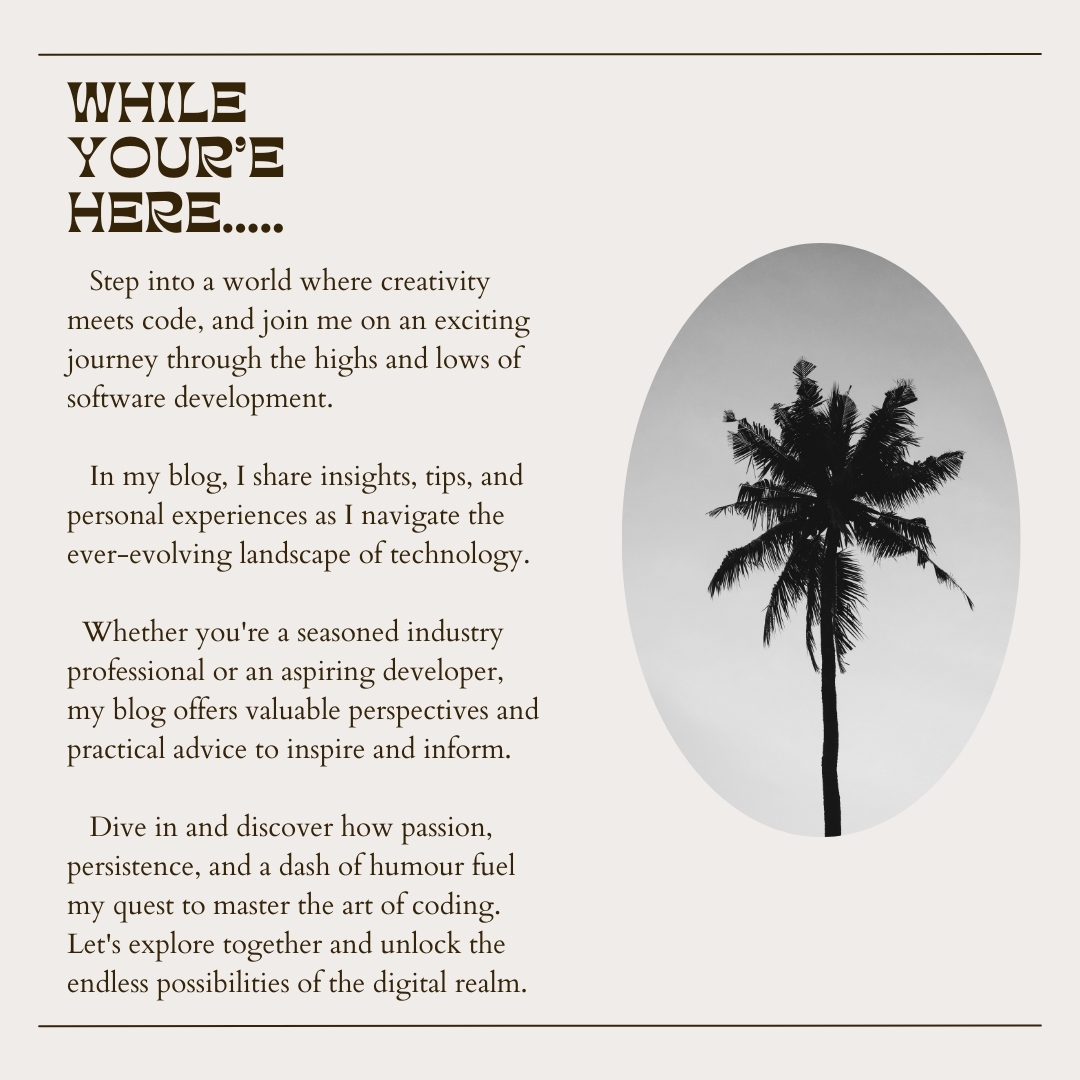 WHILE
YOUR'E
HERE.....
Step into a world where creativity
meets code, and join me on an exciting
journey through the highs and lows of
software development.
In my blog, I share insights, tips, and
personal experiences as I navigate the
ever-evolving landscape of technology.
Whether you're a seasoned industry
professional or an aspiring developer,
my blog offers valuable perspectives and
practical advice to inspire and inform.
Dive in and discover how passion,
persistence, and a dash of humour fuel
my quest to master the art of coding.
Let's explore together and unlock the
endless possibilities of the digital realm.